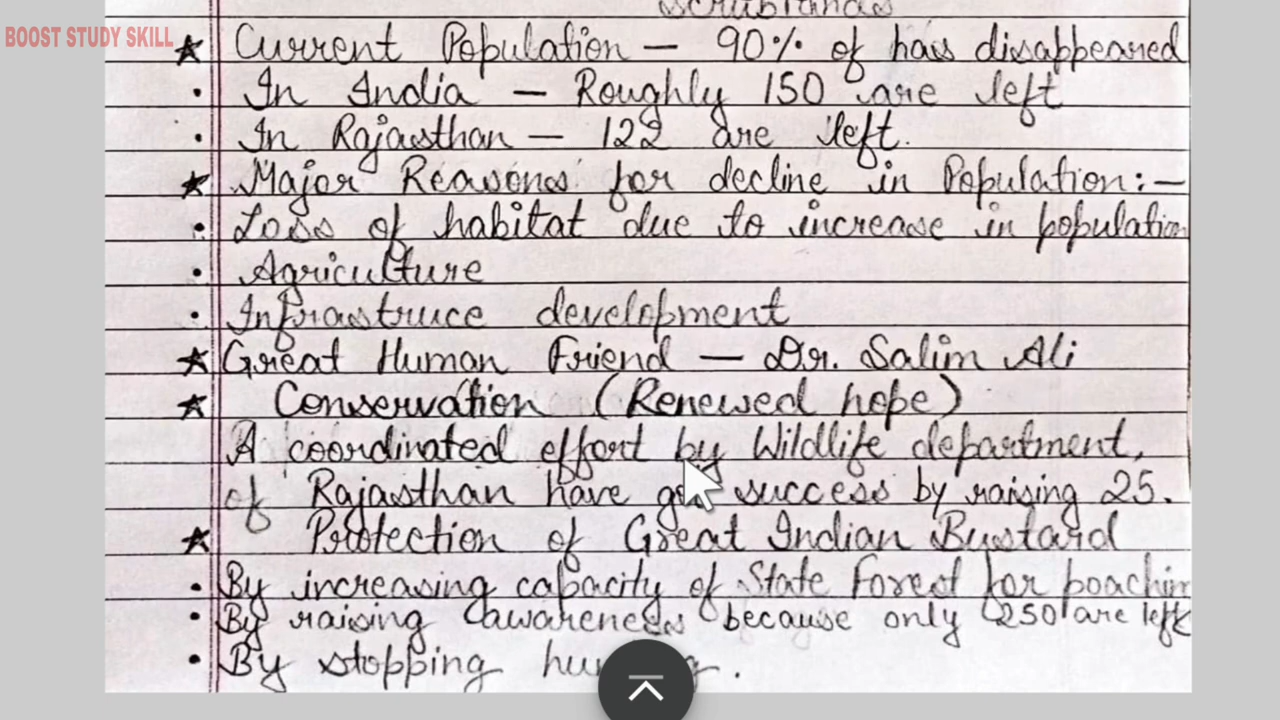 scrublands
BOOST STUDY SKILL
★ Current Population – 90% of has disappeared
• In India – Roughly 150 are left
• In Rajasthan – 122 are left.
★ Major Reasons for decline in Population:–
• Loss of habitat due to increase in population
• Agriculture
• Infrastruce development
★ Great Human Friend – Dr. Salim Ali
★ Conservation (Renewed hope)
A coordinated effort by Wildlife department,
of Rajasthan have success by raising 25.
★ Protection of Great Indian Bustard
• By increasing capacity of State Forest for poachin
• By raising awareness because only 250 are left
• By stopping